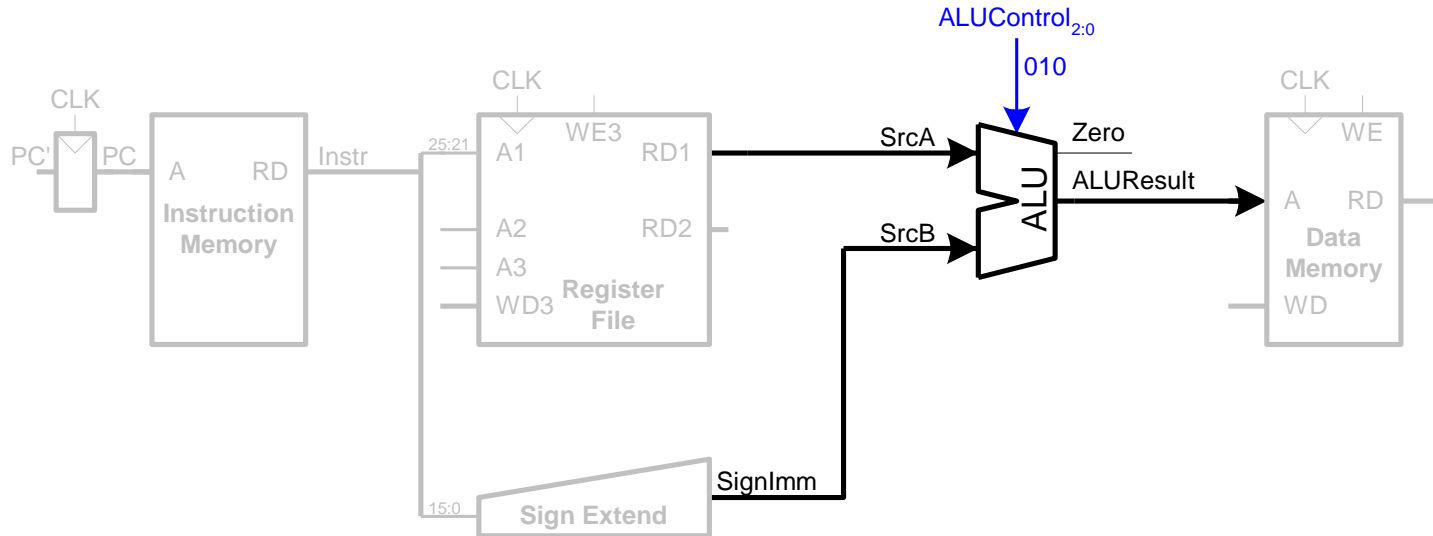 ALUControl2:0
010
CLK
CLK
CLK
PC'
PC
A
RD
Instruction
Memory
Instr
25:21
A1
WE3
RD1
A2
RD2
A3
WD3
Register
File
SrcA
SrcB
ALU
Zero
ALUResult
WE
A
RD
Data
Memory
WD
15:0
Sign Extend
SignImm